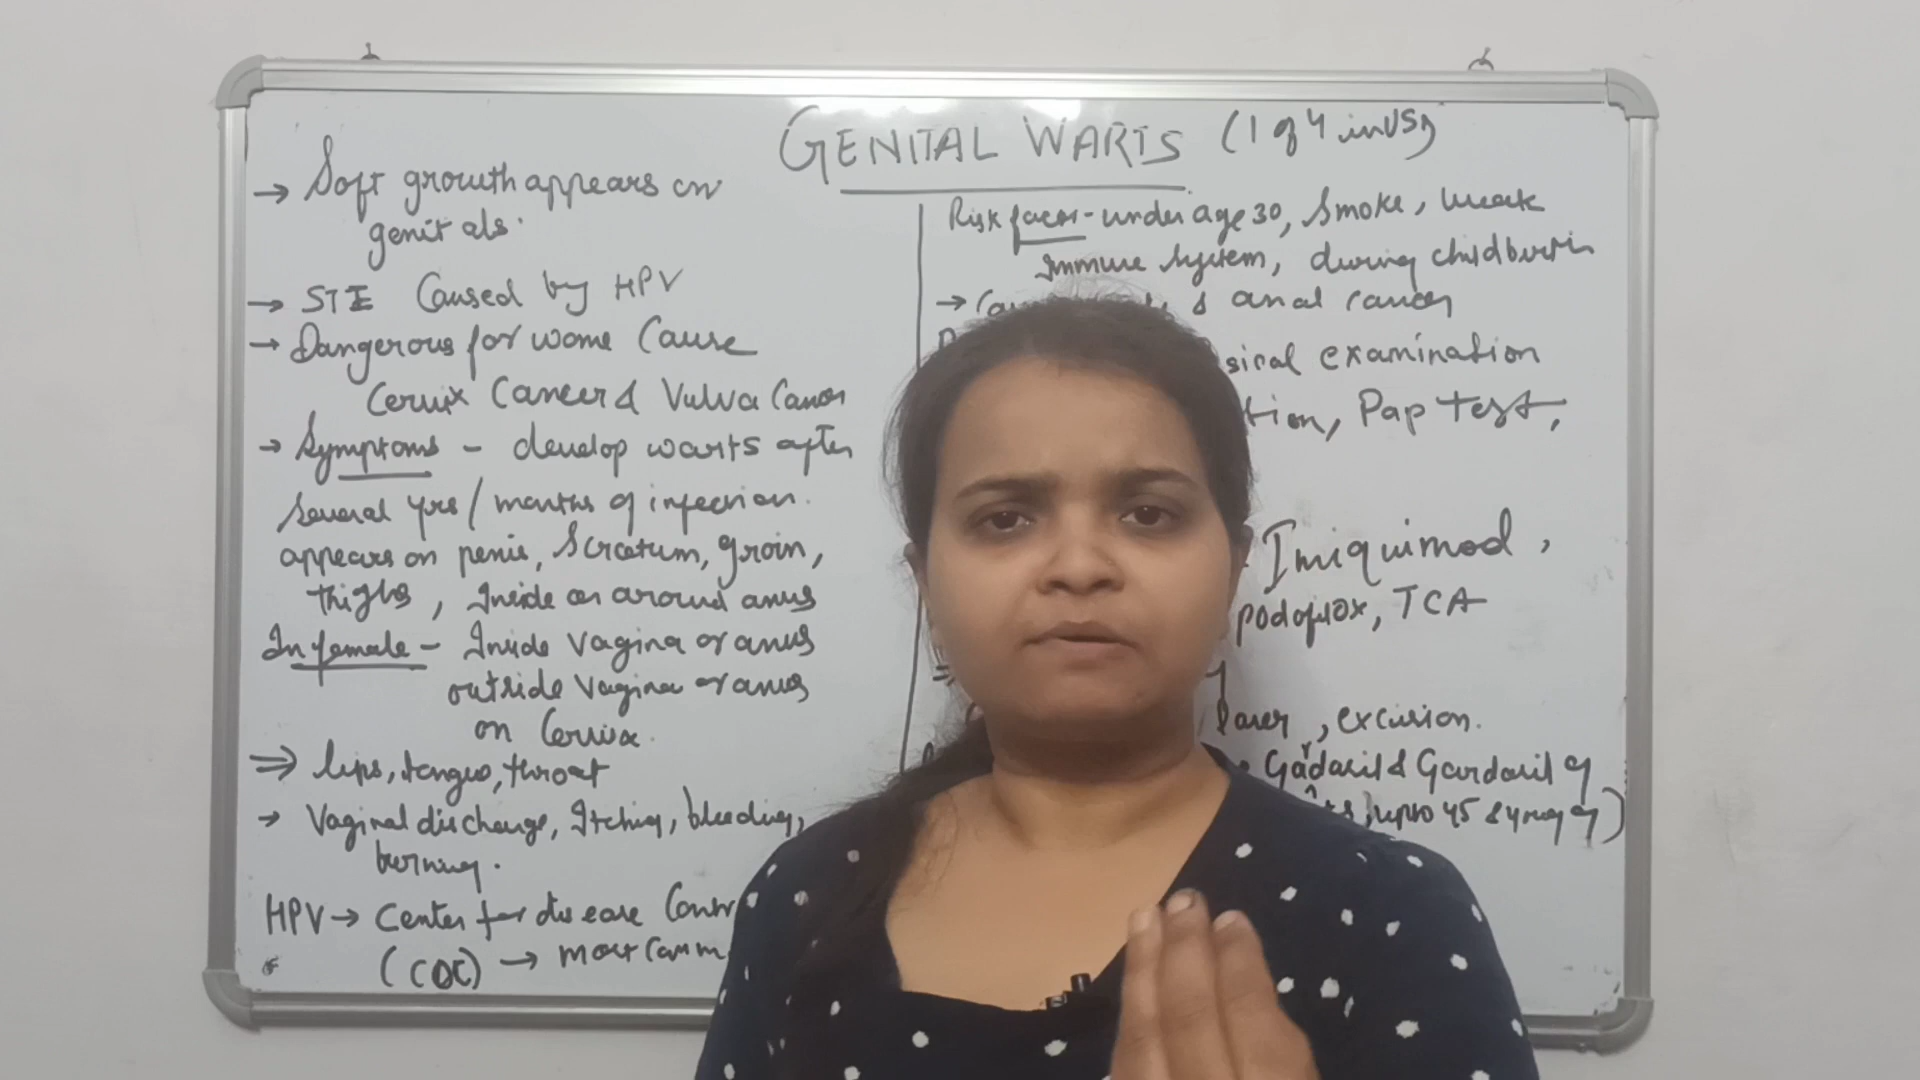 GENITAL WARTS (1 of 4 in US)
→ Soft growth appears on
genitals.
→ STI Caused by HPV
→ Dangerous for wome Cause
Cervix Cancer & Vulva Cancer
→ Symptoms - develop warts after
Several yrs / months of infection.
appears on penis, Scrotum, groin,
thighs, Inside or around anus
In female - Inside Vagina or anus
outside Vagina or anus
on Cervix.
⇒ lips, tongue, throat
→ Vaginal discharge, Itching, bleeding,
burning.
HPV → Center for disease Contr
(CDC) → most Comm
Risk - under age 30, Smoke, weak
Immune System, during childbirth
→ & anal cancer
sical examination
tion, Pap test,
Imiquimod,
podofilox, TCA
laser, excision.
Gardasil & Gardasil 9
upto 45